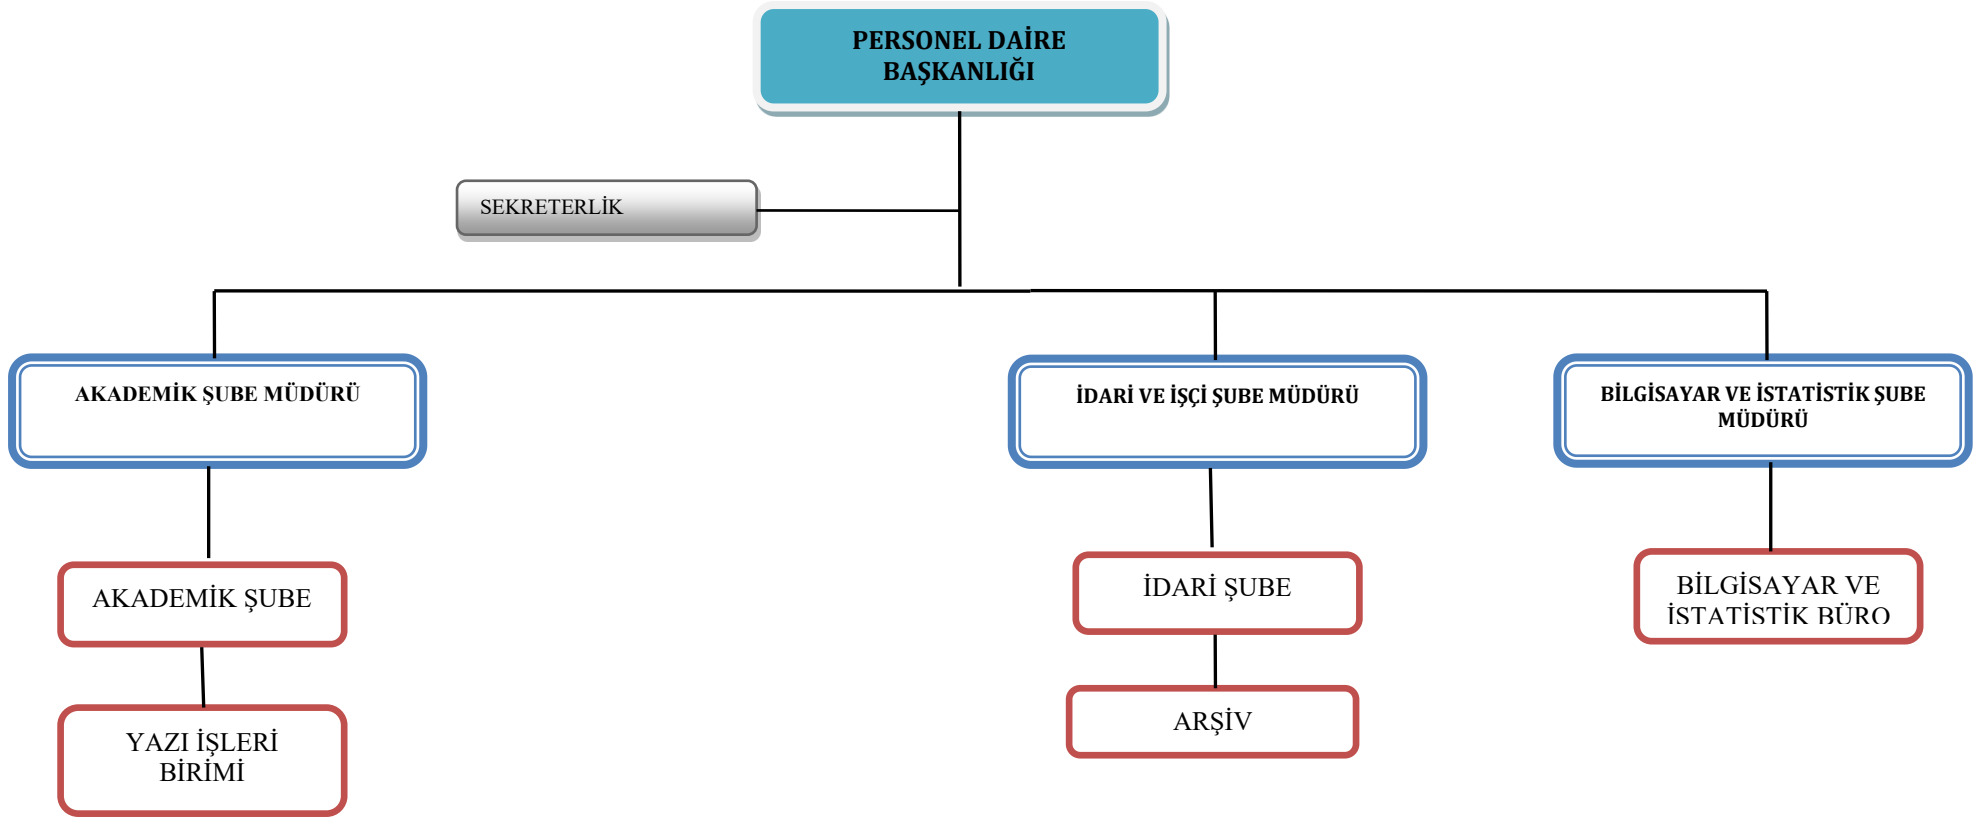 PERSONEL DAİRE
BAŞKANLIĞI
SEKRETERLİK
AKADEMİK ŞUBE MÜDÜRÜ
İDARİ VE İŞÇİ ŞUBE MÜDÜRÜ
BİLGİSAYAR VE İSTATİSTİK ŞUBE
MÜDÜRÜ
AKADEMİK ŞUBE
İDARİ ŞUBE
BİLGİSAYAR VE
İSTATİSTİK BÜRO
YAZI İŞLERİ
BİRİMİ
ARŞİV